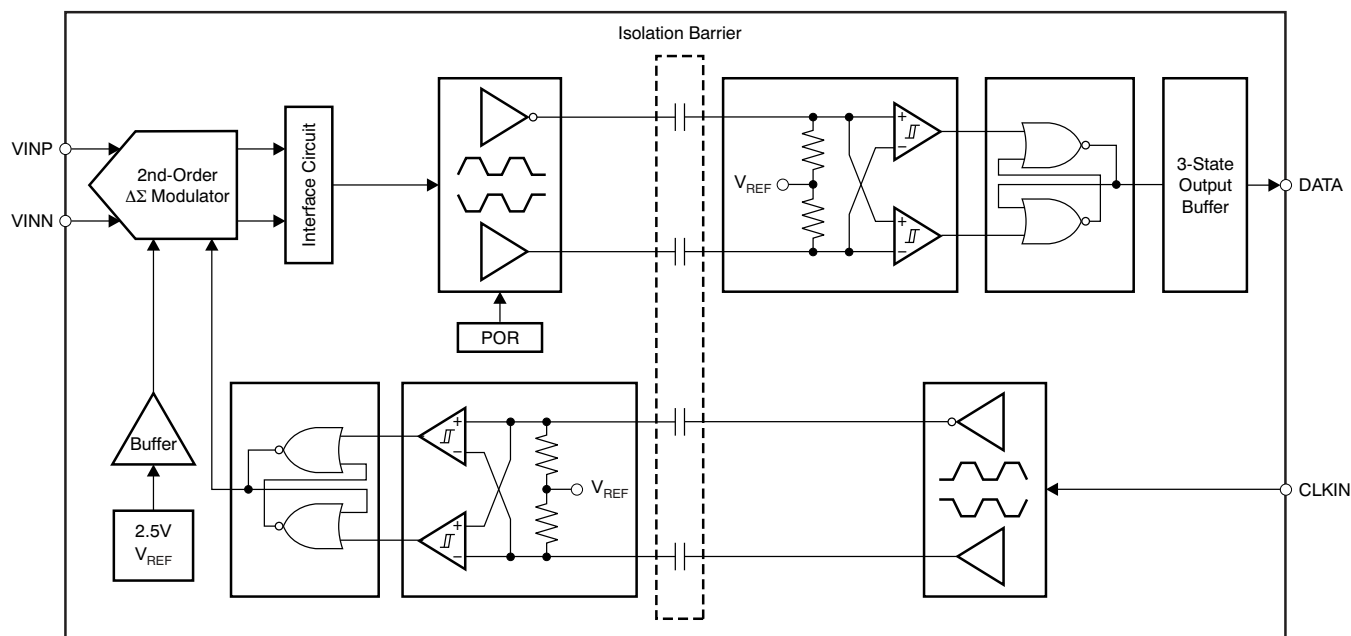 Isolation Barrier
VINP
VINN
2nd-Order
ΔΣ Modulator
Interface Circuit
POR
+
−
+
−
VREF
3-State
Output
Buffer
DATA
Buffer
2.5V
VREF
+
−
+
−
VREF
CLKIN